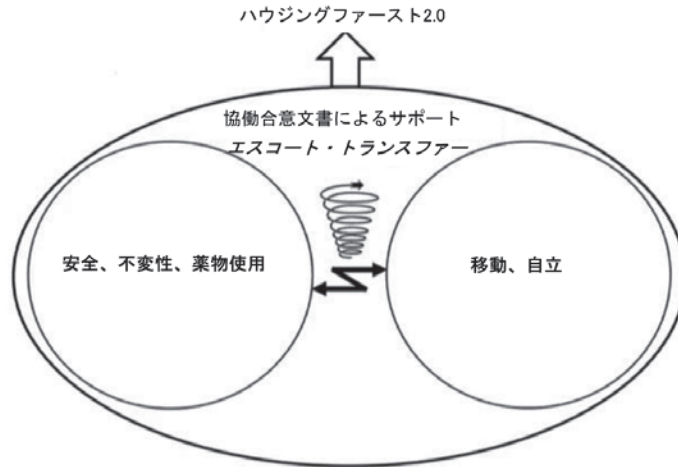 ハウジングファースト2.0
協働合意文書によるサポート
エスコート・トランスファー
安全、不変性、薬物使用
移動、自立